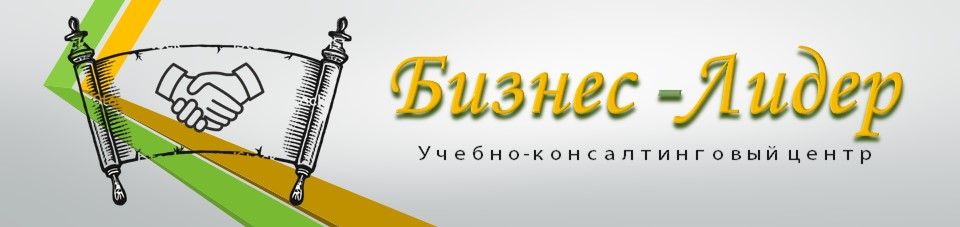 Бизнес -Лидер
Учебно-консалтинговый центр